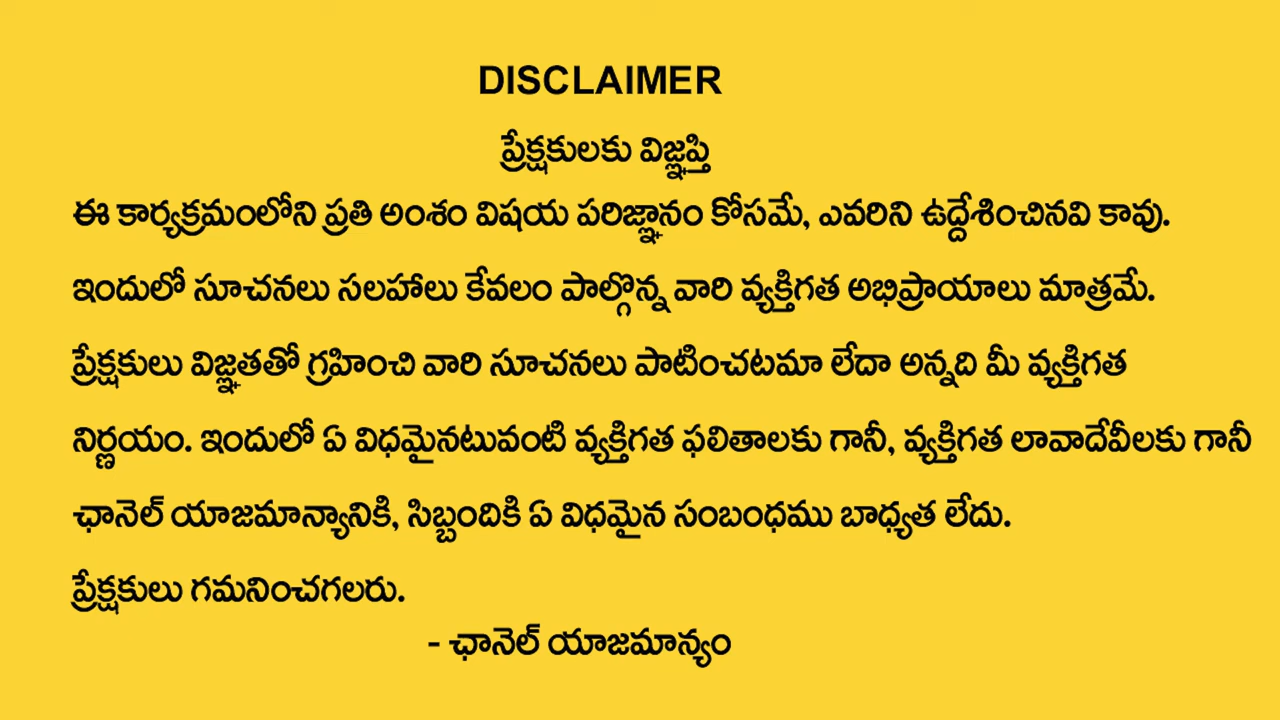 DISCLAIMER
ప్రేక్షకులకు విజ్ఞప్తి
ఈ కార్యక్రమంలోని ప్రతి అంశం విషయ పరిజ్ఞానం కోసమే, ఎవరిని ఉద్దేశించినవి కావు.
ఇందులో సూచనలు సలహాలు కేవలం పాల్గొన్న వారి వ్యక్తిగత అభిప్రాయాలు మాత్రమే.
ప్రేక్షకులు విజ్ఞతతో గ్రహించి వారి సూచనలు పాటించటమా లేదా అన్నది మీ వ్యక్తిగత
నిర్ణయం. ఇందులో ఏ విధమైనటువంటి వ్యక్తిగత ఫలితాలకు గానీ, వ్యక్తిగత లావాదేవీలకు గానీ
ఛానెల్ యాజమాన్యానికి, సిబ్బందికి ఏ విధమైన సంబంధము బాధ్యత లేదు.
ప్రేక్షకులు గమనించగలరు.
- ఛానెల్ యాజమాన్యం